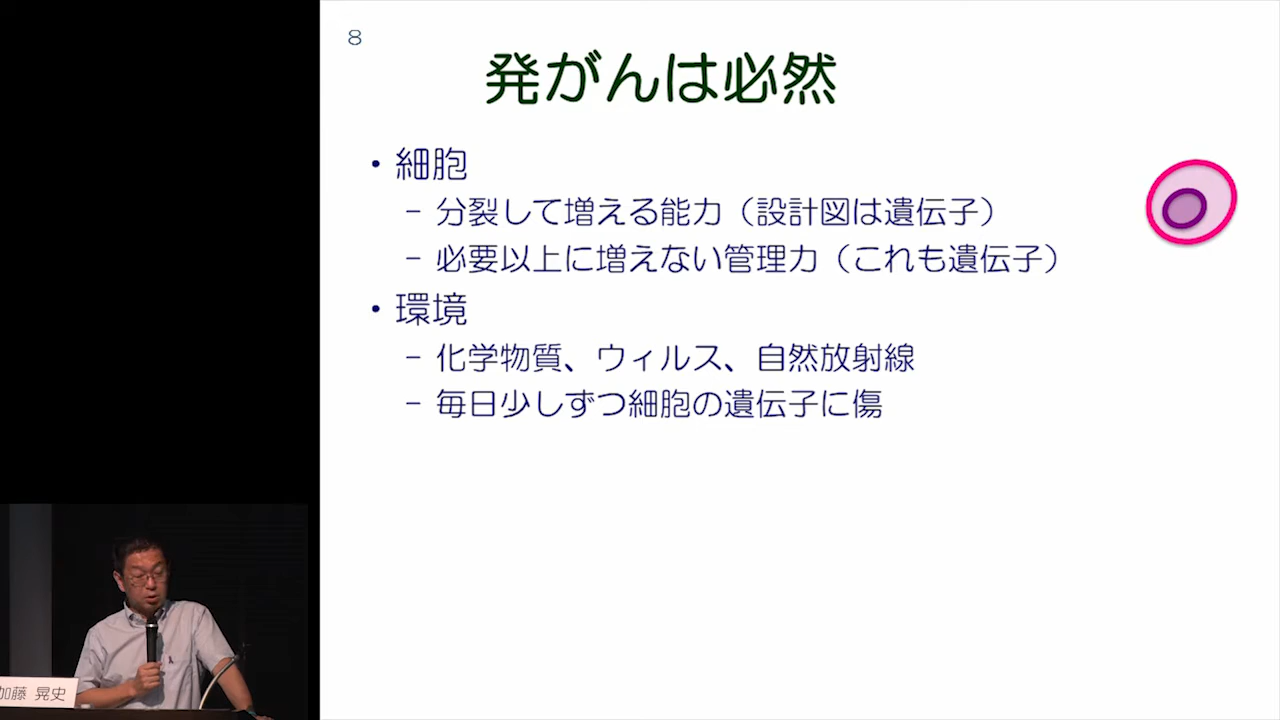 8
発がんは必然
• 細胞
– 分裂して増える能力（設計図は遺伝子）
– 必要以上に増えない管理力（これも遺伝子）
• 環境
– 化学物質、ウィルス、自然放射線
– 毎日少しずつ細胞の遺伝子に傷
加藤 晃史